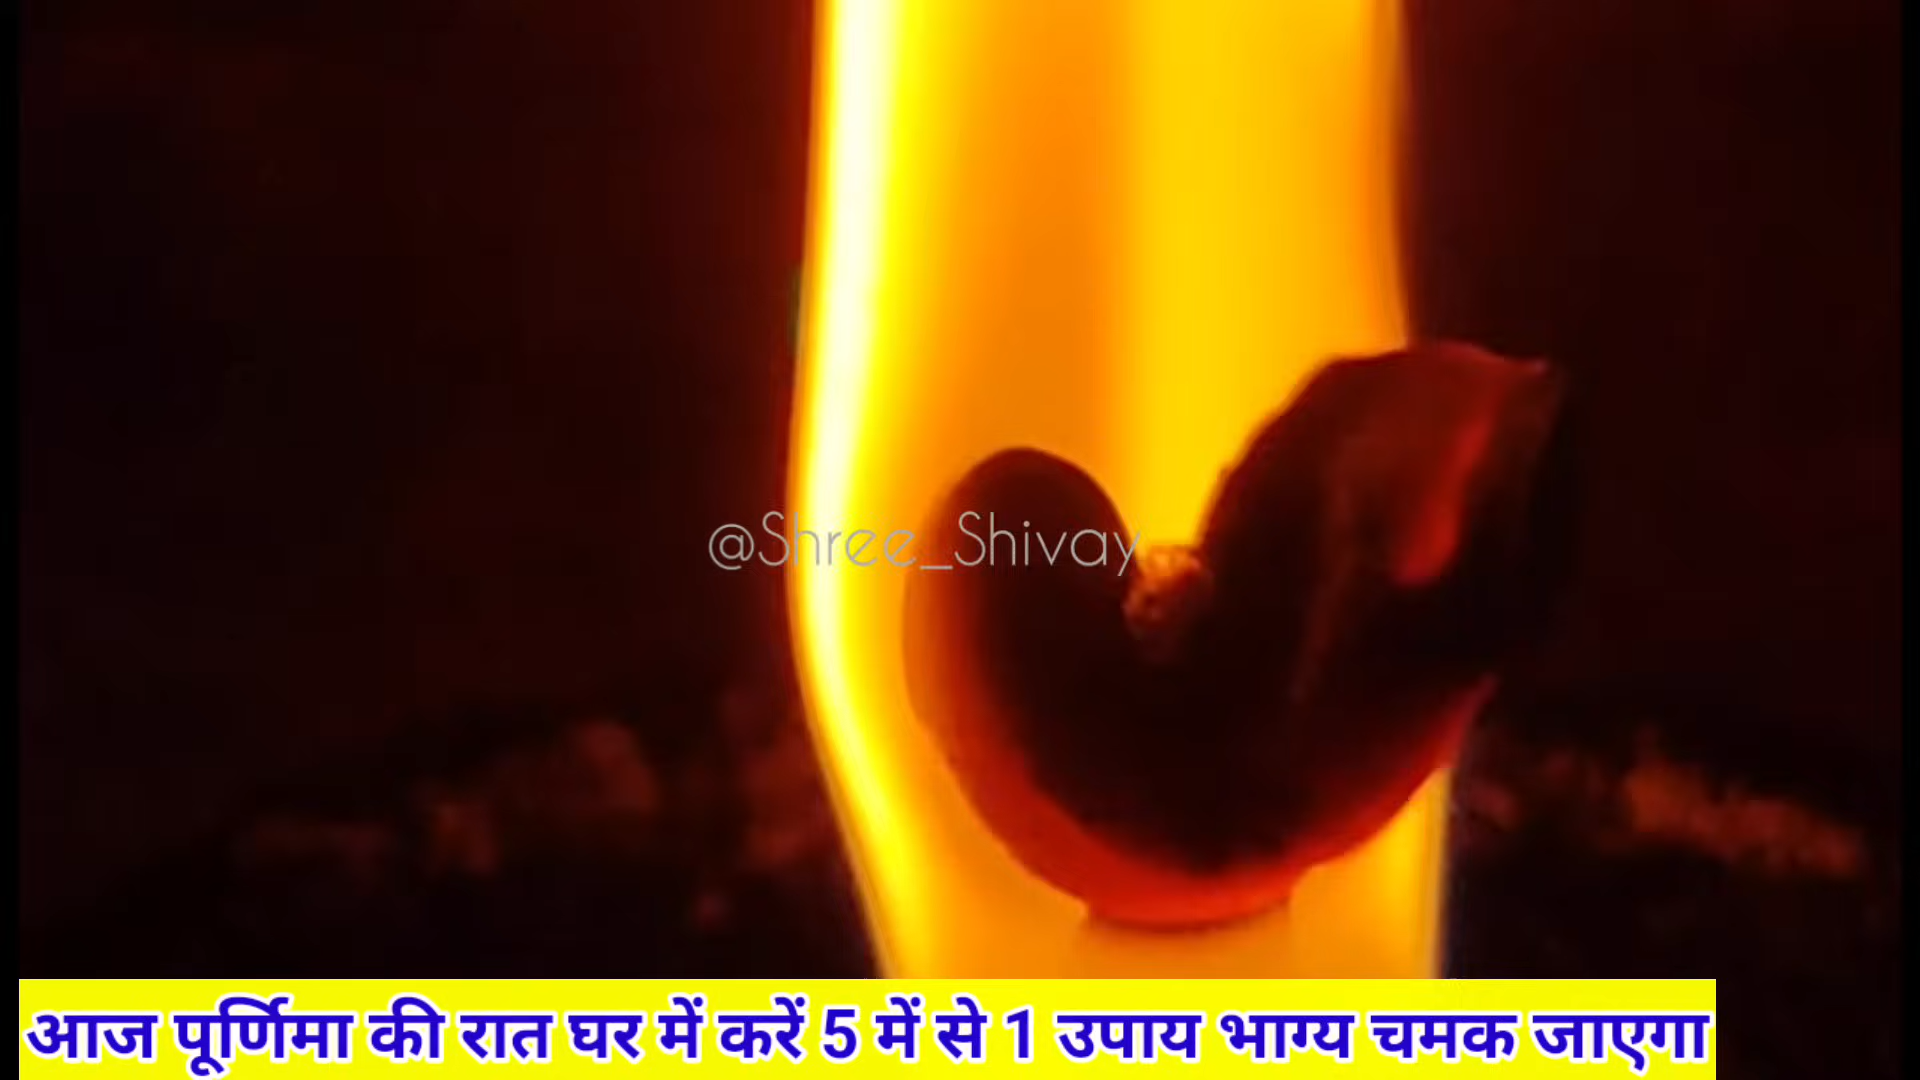 @Shree_Shivay
आज पूर्णिमा की रात घर में करें 5 में से 1 उपाय भाग्य चमक जाएगा